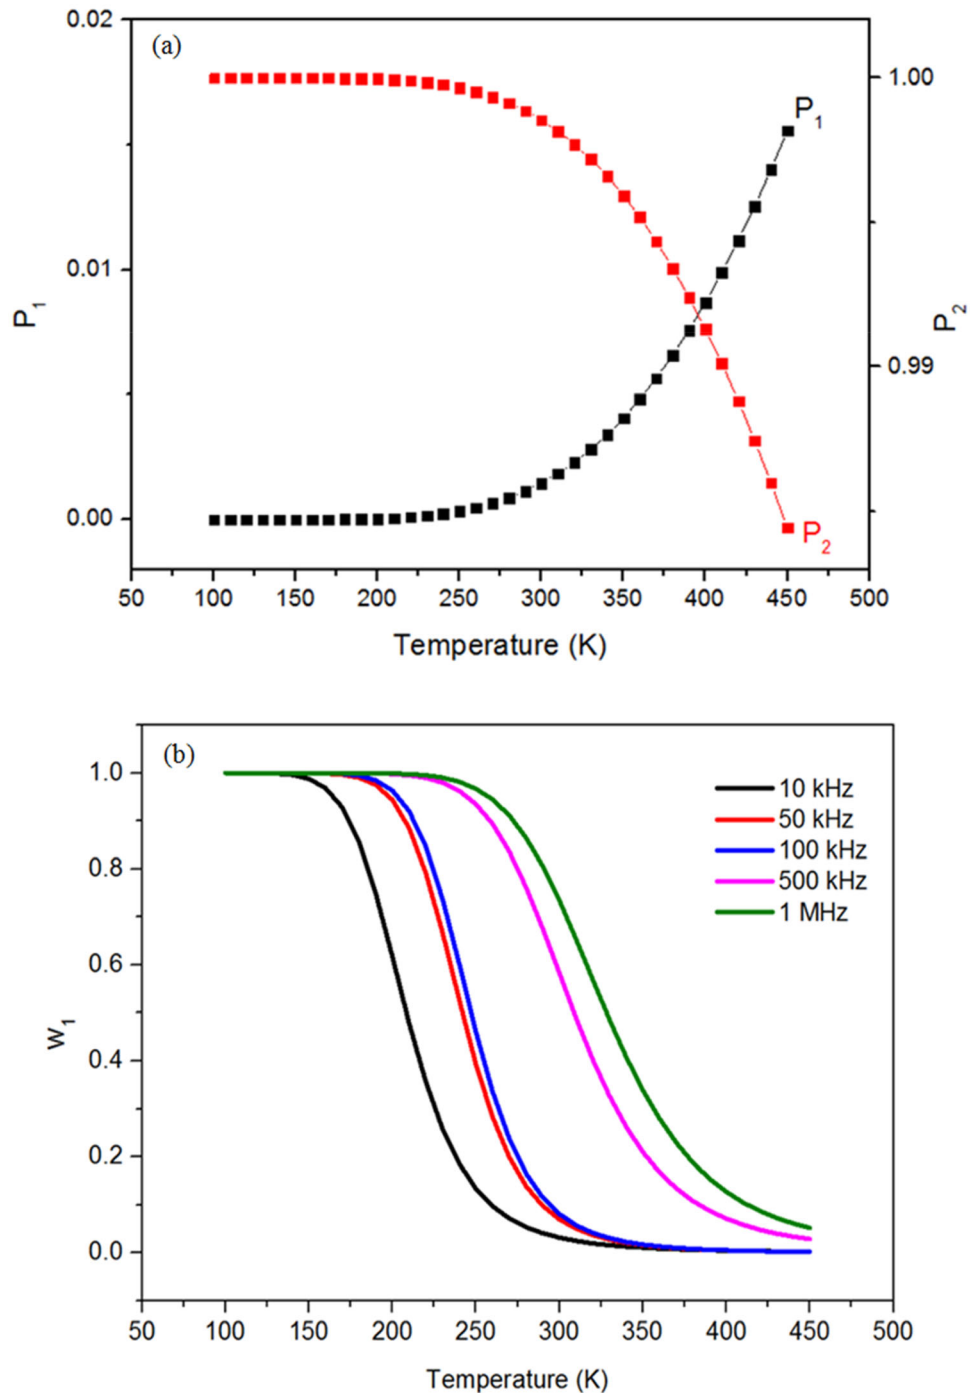 (a)
0.02
0.01
0.00
P1
1.00
0.99
P2
P1
P2
50 100 150 200 250 300 350 400 450 500
Temperature (K)
(b)
1.0
0.8
0.6
0.4
0.2
0.0
w1
10 kHz
50 kHz
100 kHz
500 kHz
1 MHz
50 100 150 200 250 300 350 400 450 500
Temperature (K)